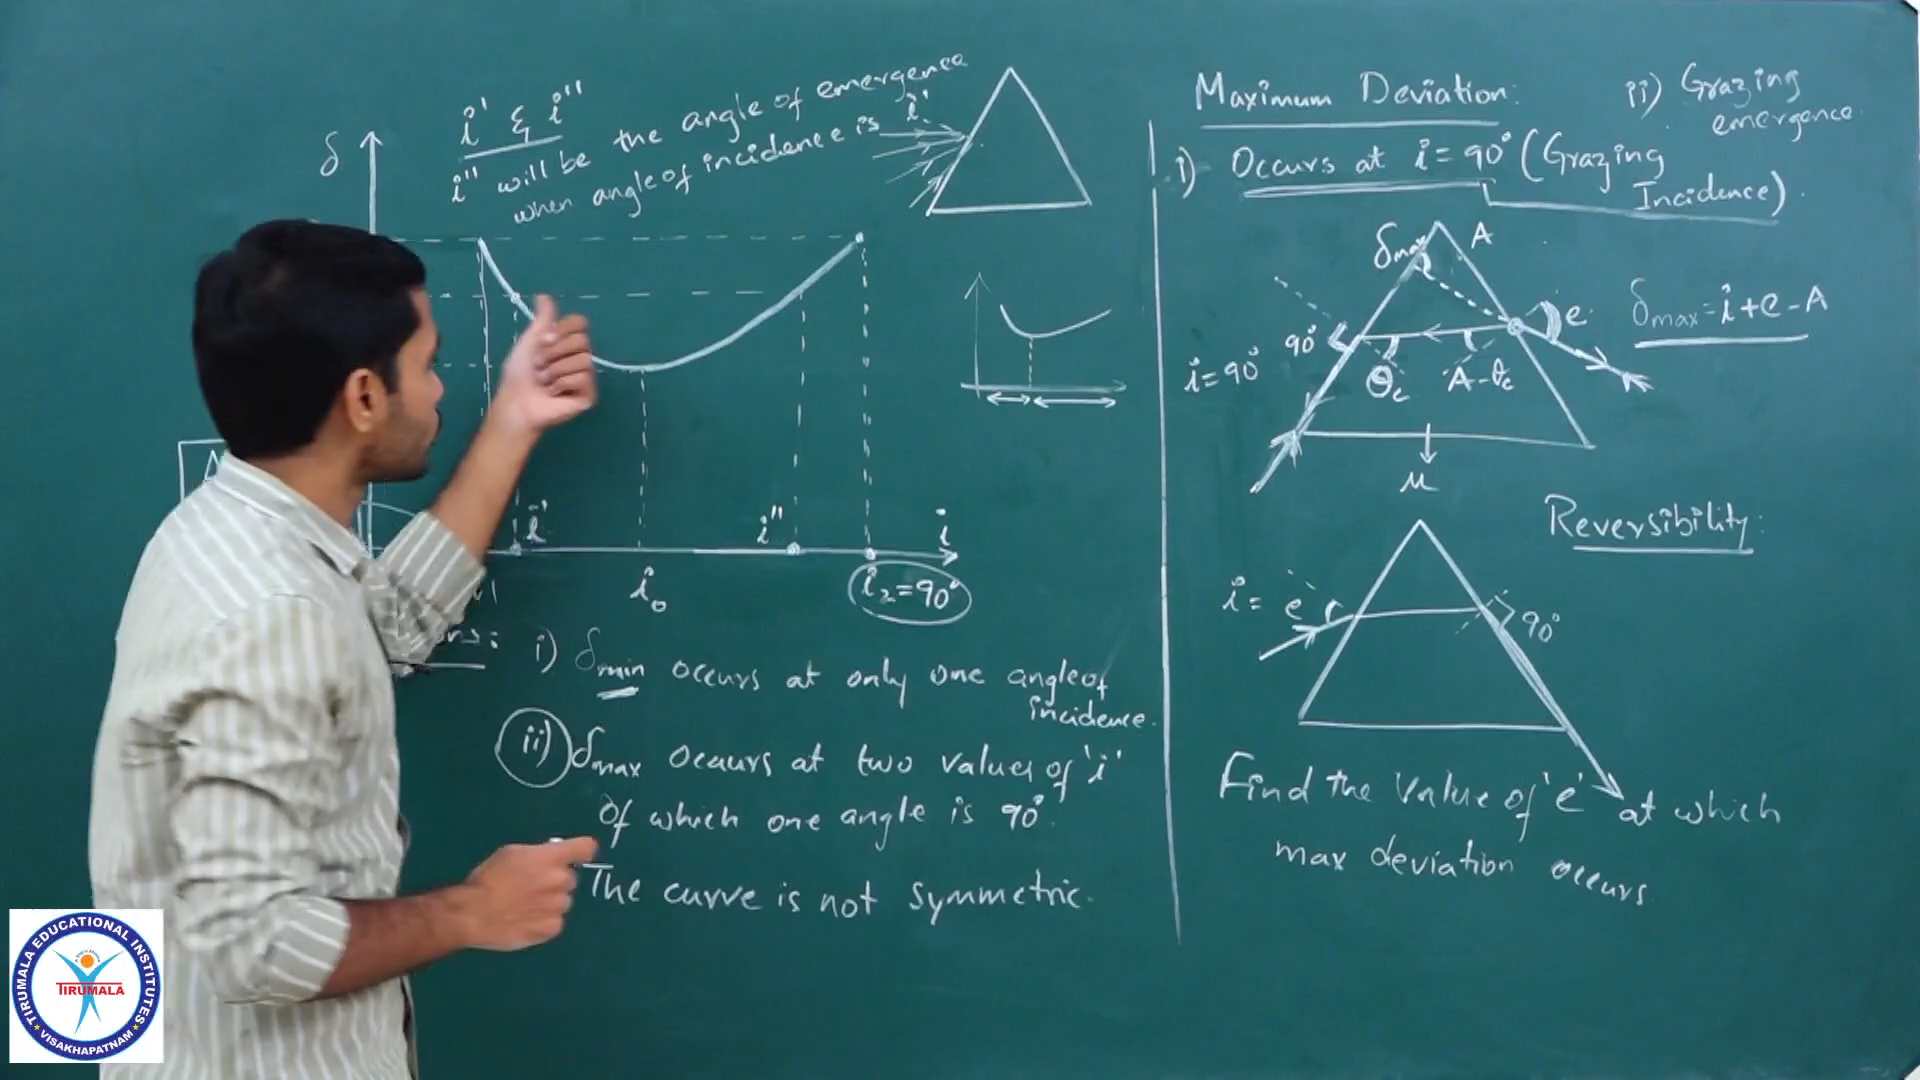 i' & i"
i" will be the angle of emergence
when angle of incidence is i'
δ
i'
i"
i
i₀
i₂=90°
i) δmin occurs at only one angle of
incidence.
ii) δmax occurs at two values of 'i'
of which one angle is 90°.
The curve is not symmetric.
Maximum Deviation:
ii) Grazing
emergence
i) Occurs at i = 90° (Grazing
Incidence).
δmax
A
90°
i=90°
θc
A-θc
e
δmax = i+e-A
μ
Reversibility:
i = e
90°
Find the value of 'e' at which
max deviation occurs
TIRUMALA EDUCATIONAL INSTITUTES
TIRUMALA
★ VISAKHAPATNAM ★